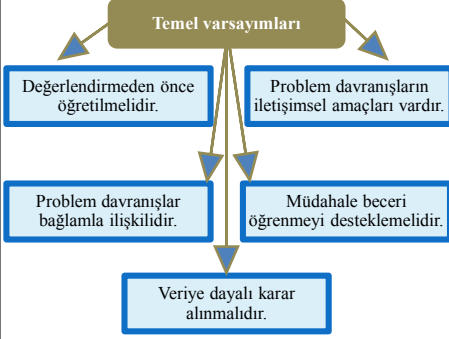 Temel varsayımları
Değerlendirmeden önce
öğretilmelidir.
Problem davranışların
iletişimsel amaçları vardır.
Problem davranışlar
bağlamla ilişkilidir.
Müdahale beceri
öğrenmeyi desteklemelidir.
Veriye dayalı karar
alınmalıdır.